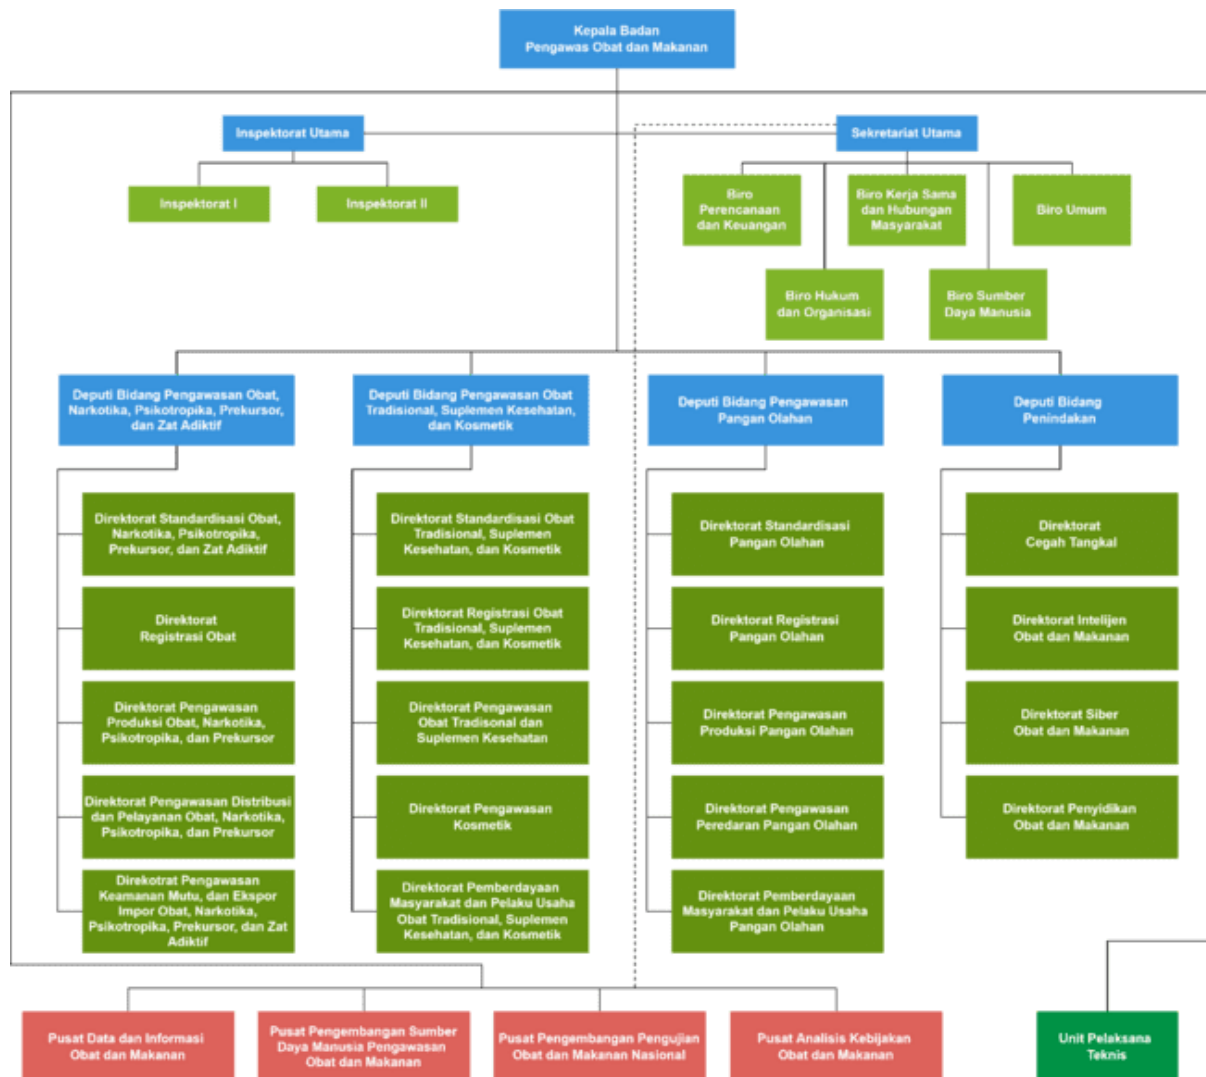 Kepala Badan
Pengawas Obat dan Makanan
Inspektorat Utama
Sekretariat Utama
Inspektorat I
Inspektorat II
Biro
Perencanaan
dan Keuangan
Biro Kerja Sama
dan Hubungan
Masyarakat
Biro Umum
Biro Hukum
dan Organisasi
Biro Sumber
Daya Manusia
Deputi Bidang Pengawasan Obat,
Narkotika, Psikotropika, Prekursor,
dan Zat Adiktif
Deputi Bidang Pengawasan Obat
Tradisional, Suplemen Kesehatan,
dan Kosmetik
Deputi Bidang Pengawasan
Pangan Olahan
Deputi Bidang
Penindakan
Direktorat Standardisasi Obat,
Narkotika, Psikotropika,
Prekursor, dan Zat Adiktif
Direktorat Standardisasi Obat
Tradisional, Suplemen
Kesehatan, dan Kosmetik
Direktorat Standardisasi
Pangan Olahan
Direktorat
Cegah Tangkal
Direktorat
Registrasi Obat
Direktorat Registrasi Obat
Tradisional, Suplemen
Kesehatan, dan Kosmetik
Direktorat Registrasi
Pangan Olahan
Direktorat Intelijen
Obat dan Makanan
Direktorat Pengawasan
Produksi Obat, Narkotika,
Psikotropika, dan Prekursor
Direktorat Pengawasan
Obat Tradisonal dan
Suplemen Kesehatan
Direktorat Pengawasan
Produksi Pangan Olahan
Direktorat Siber
Obat dan Makanan
Direktorat Pengawasan Distribusi
dan Pelayanan Obat, Narkotika,
Psikotropika, dan Prekursor
Direktorat Pengawasan
Kosmetik
Direktorat Pengawasan
Peredaran Pangan Olahan
Direktorat Penyidikan
Obat dan Makanan
Direkotrat Pengawasan
Keamanan Mutu, dan Ekspor
Impor Obat, Narkotika,
Psikotropika, Prekursor, dan Zat
Adiktif
Direktorat Pemberdayaan
Masyarakat dan Pelaku Usaha
Obat Tradisional, Suplemen
Kesehatan, dan Kosmetik
Direktorat Pemberdayaan
Masyarakat dan Pelaku Usaha
Pangan Olahan
Pusat Data dan Informasi
Obat dan Makanan
Pusat Pengembangan Sumber
Daya Manusia Pengawasan
Obat dan Makanan
Pusat Pengembangan Pengujian
Obat dan Makanan Nasional
Pusat Analisis Kebijakan
Obat dan Makanan
Unit Pelaksana
Teknis